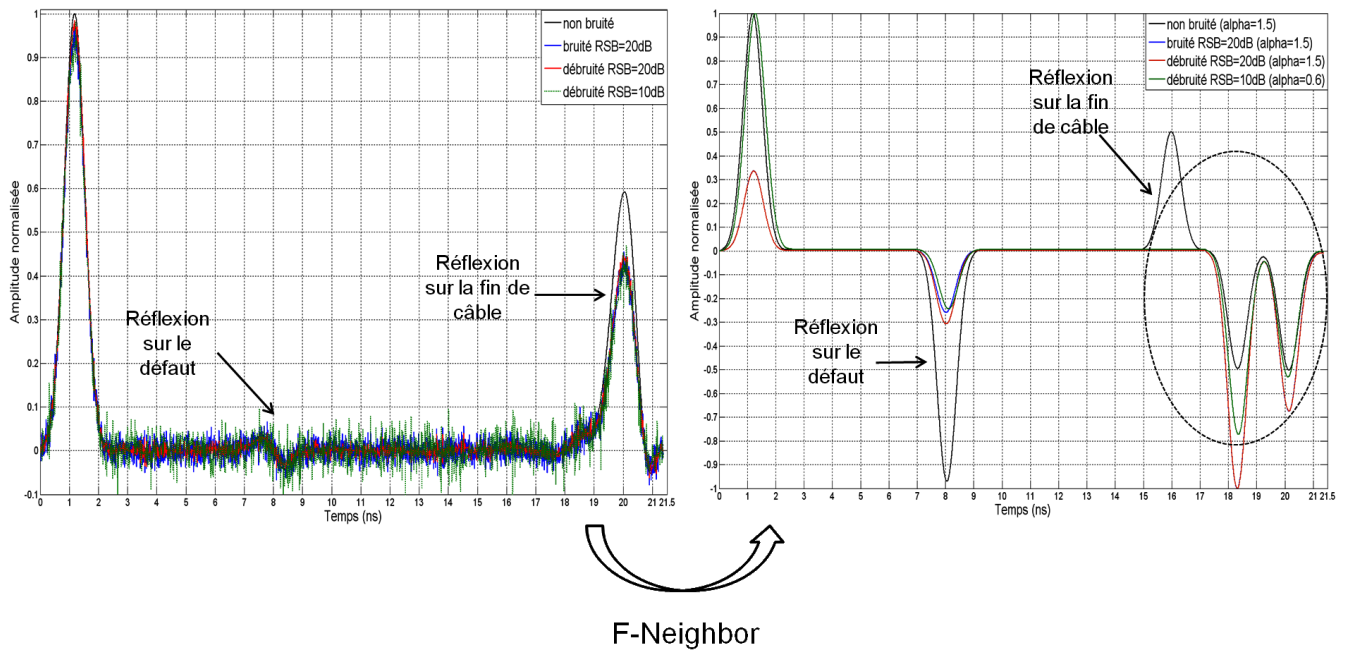 non bruité
bruité RSB=20dB
débruité RSB=20dB
débruité RSB=10dB
Réflexion
sur la fin de
câble
Réflexion
sur le
défaut
Amplitude normalisée
1
0.9
0.8
0.7
0.6
0.5
0.4
0.3
0.2
0.1
0
-0.1
0 1 2 3 4 5 6 7 8 9 10 11 12 13 14 15 16 17 18 19 20 21 21.5
Temps (ns)
non bruité (alpha=1.5)
bruité RSB=20dB (alpha=1.5)
débruité RSB=20dB (alpha=1.5)
débruité RSB=10dB (alpha=0.6)
Réflexion
sur la fin
de câble
Réflexion
sur le
défaut
Amplitude normalisée
1
0.9
0.8
0.7
0.6
0.5
0.4
0.3
0.2
0.1
0
-0.1
-0.2
-0.3
-0.4
-0.5
-0.6
-0.7
-0.8
-0.9
-1
0 1 2 3 4 5 6 7 8 9 10 11 12 13 14 15 16 17 18 19 20 21 21.5
Temps (ns)
F-Neighbor